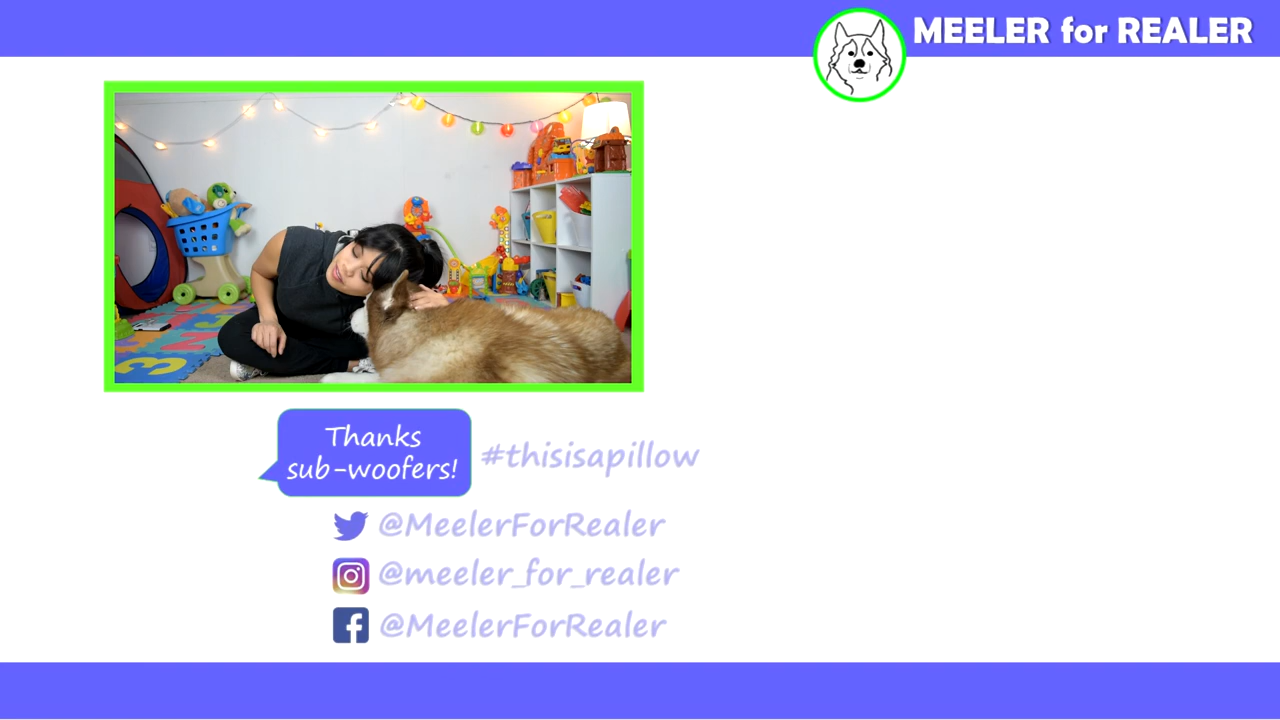 MEELER for REALER
Thanks
sub-woofers!
#thisisapillow
@MeelerForRealer
@meeler_for_realer
@MeelerForRealer